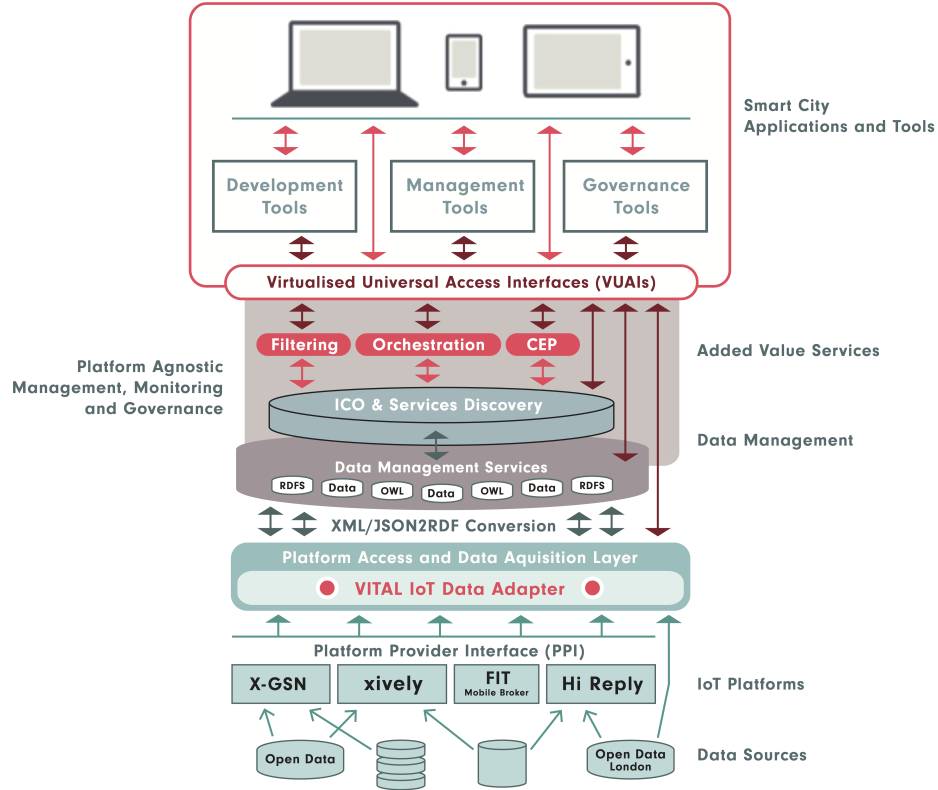 Smart City
Applications and Tools
Development
Tools
Management
Tools
Governance
Tools
Virtualised Universal Access Interfaces (VUAIs)
Filtering
Orchestration
CEP
Added Value Services
Platform Agnostic
Management, Monitoring
and Governance
ICO & Services Discovery
Data Management
Data Management Services
RDFS
Data
OWL
Data
OWL
Data
RDFS
XML/JSON2RDF Conversion
Platform Access and Data Aquisition Layer
VITAL IoT Data Adapter
Platform Provider Interface (PPI)
X-GSN
xively
FIT
Mobile Broker
Hi Reply
IoT Platforms
Open Data
Open Data
London
Data Sources